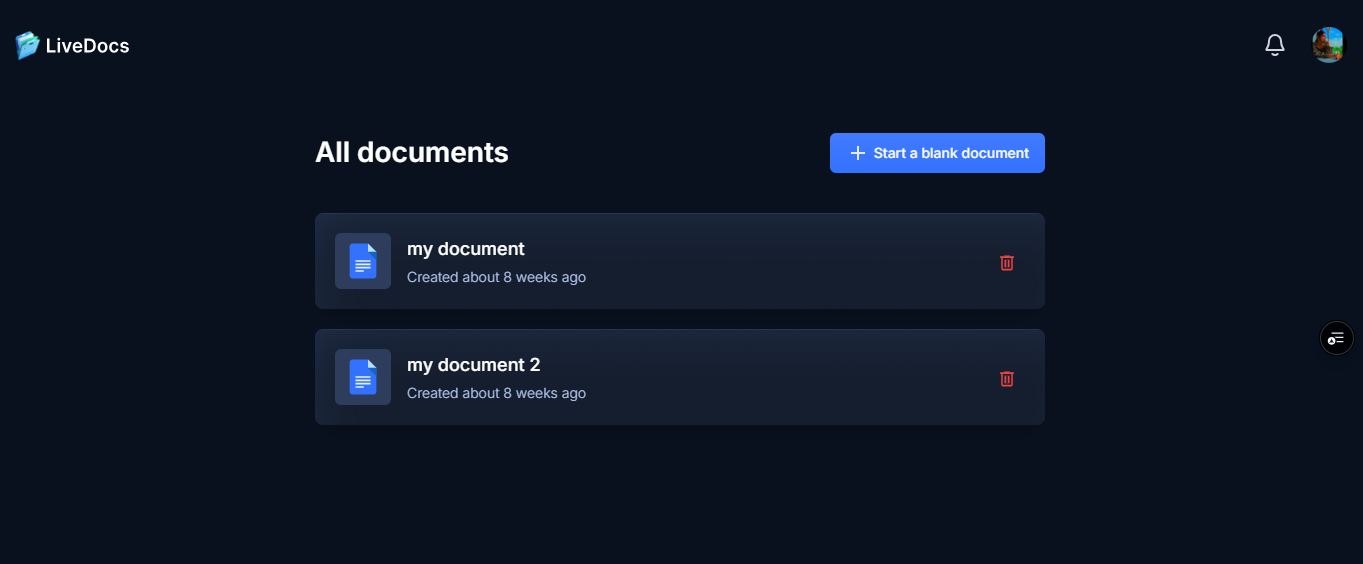 LiveDocs
All documents
Start a blank document
my document
Created about 8 weeks ago
my document 2
Created about 8 weeks ago